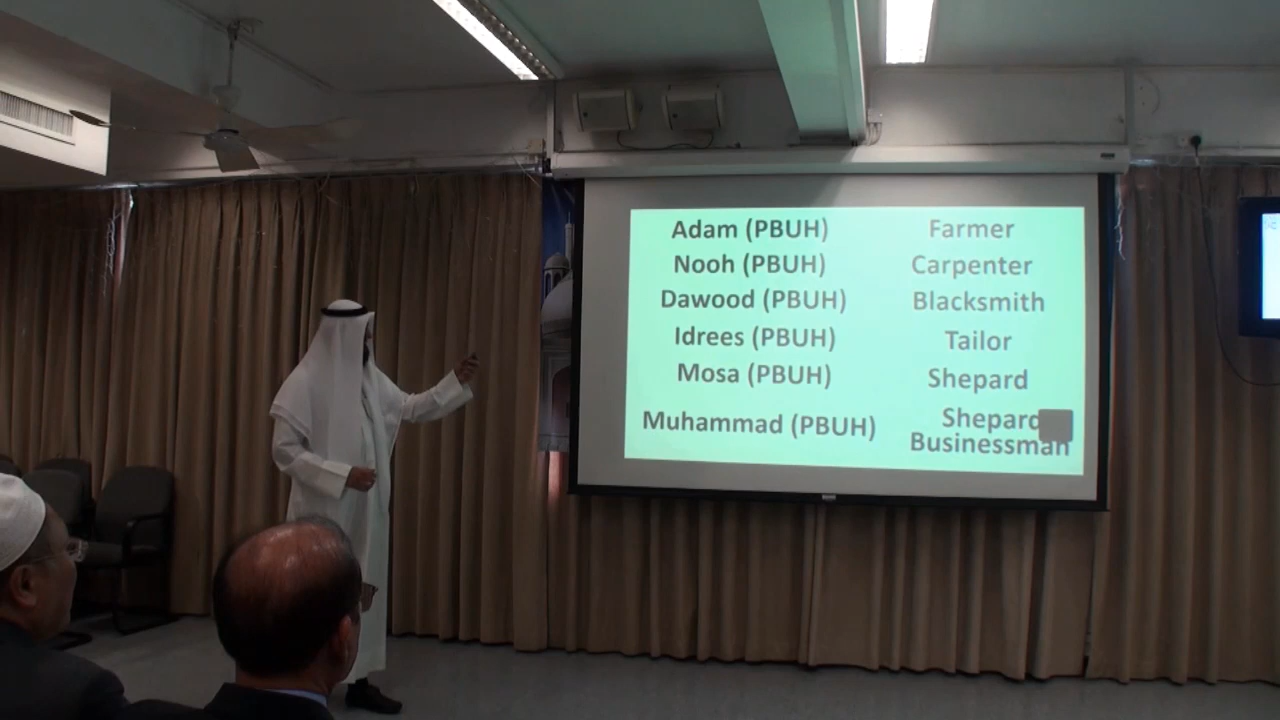 Adam (PBUH) Farmer
Nooh (PBUH) Carpenter
Dawood (PBUH) Blacksmith
Idrees (PBUH) Tailor
Mosa (PBUH) Shepard
Muhammad (PBUH) Shepard
Businessman